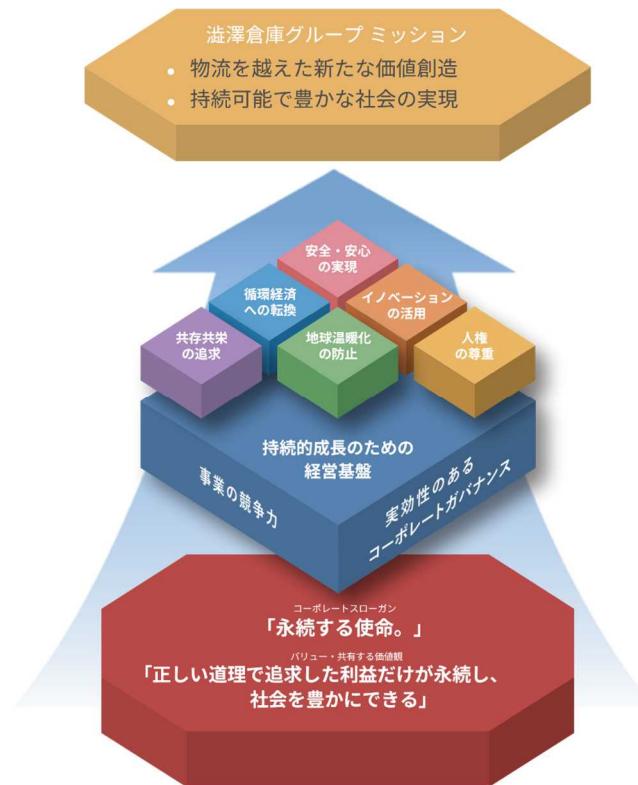 澁澤倉庫グループ ミッション
• 物流を越えた新たな価値創造
• 持続可能で豊かな社会の実現
安全・安心
の実現
循環経済
への転換
イノベーション
の活用
共存共栄
の追求
地球温暖化
の防止
人権
の尊重
持続的成長のための
経営基盤
事業の競争力
実効性のある
コーポレートガバナンス
コーポレートスローガン
「永続する使命。」
バリュー・共有する価値観
「正しい道理で追求した利益だけが永続し、
社会を豊かにできる」